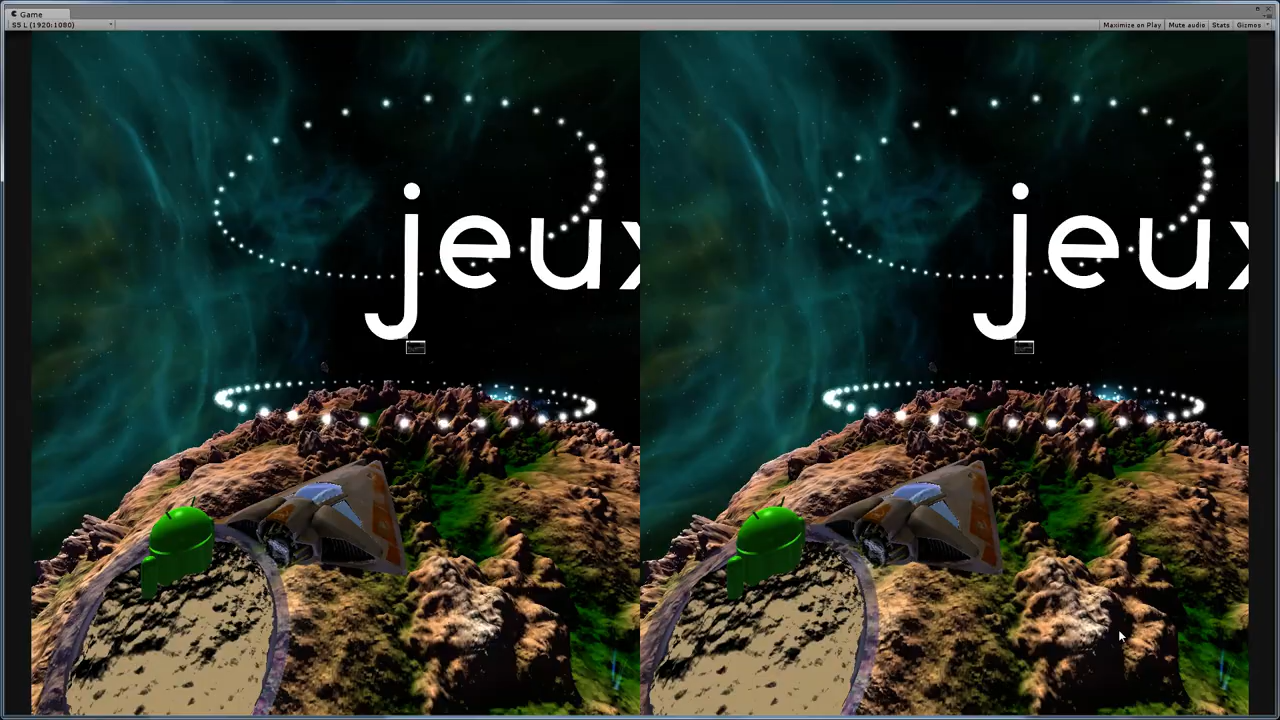 Game
S5 L (1920:1080)
Maximize on Play
Mute audio
Stats
Gizmos
jeux
jeux